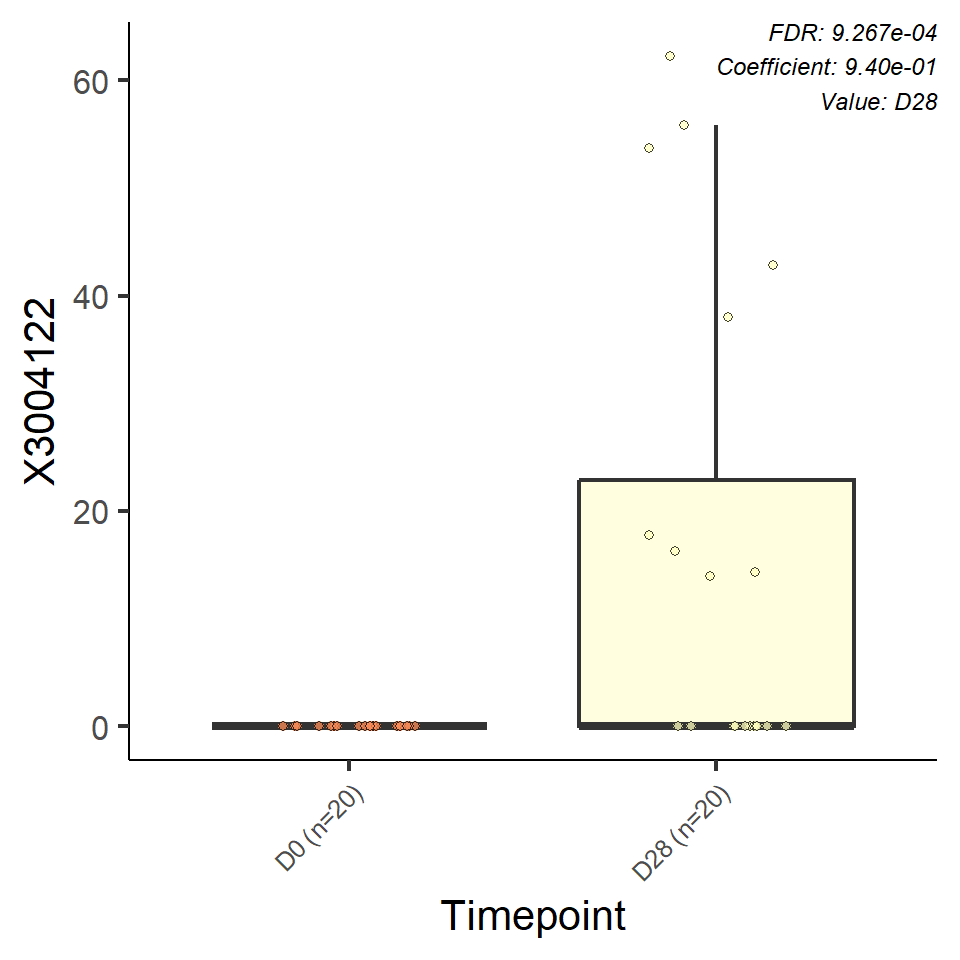 FDR: 9.267e-04
Coefficient: 9.40e-01
Value: D28
60
40
20
0
X3004122
D0 (n=20)
D28 (n=20)
Timepoint